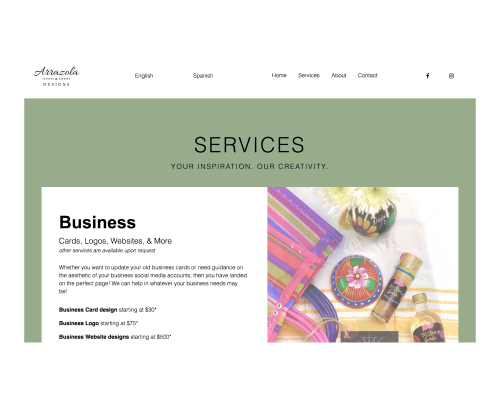 Arrazola
DESIGNS
English
Spanish
Home
Services
About
Contact
SERVICES
YOUR INSPIRATION. OUR CREATIVITY.
Business
Cards, Logos, Websites, & More
other services are available upon request
Whether you want to update your old business cards or need guidance on
the aesthetic of your business social media accounts, then you have landed
on the perfect page! We can help in whatever your business needs may
be!
Business Card design starting at $30*
Business Logo starting at $75*
Business Website designs starting at $500*